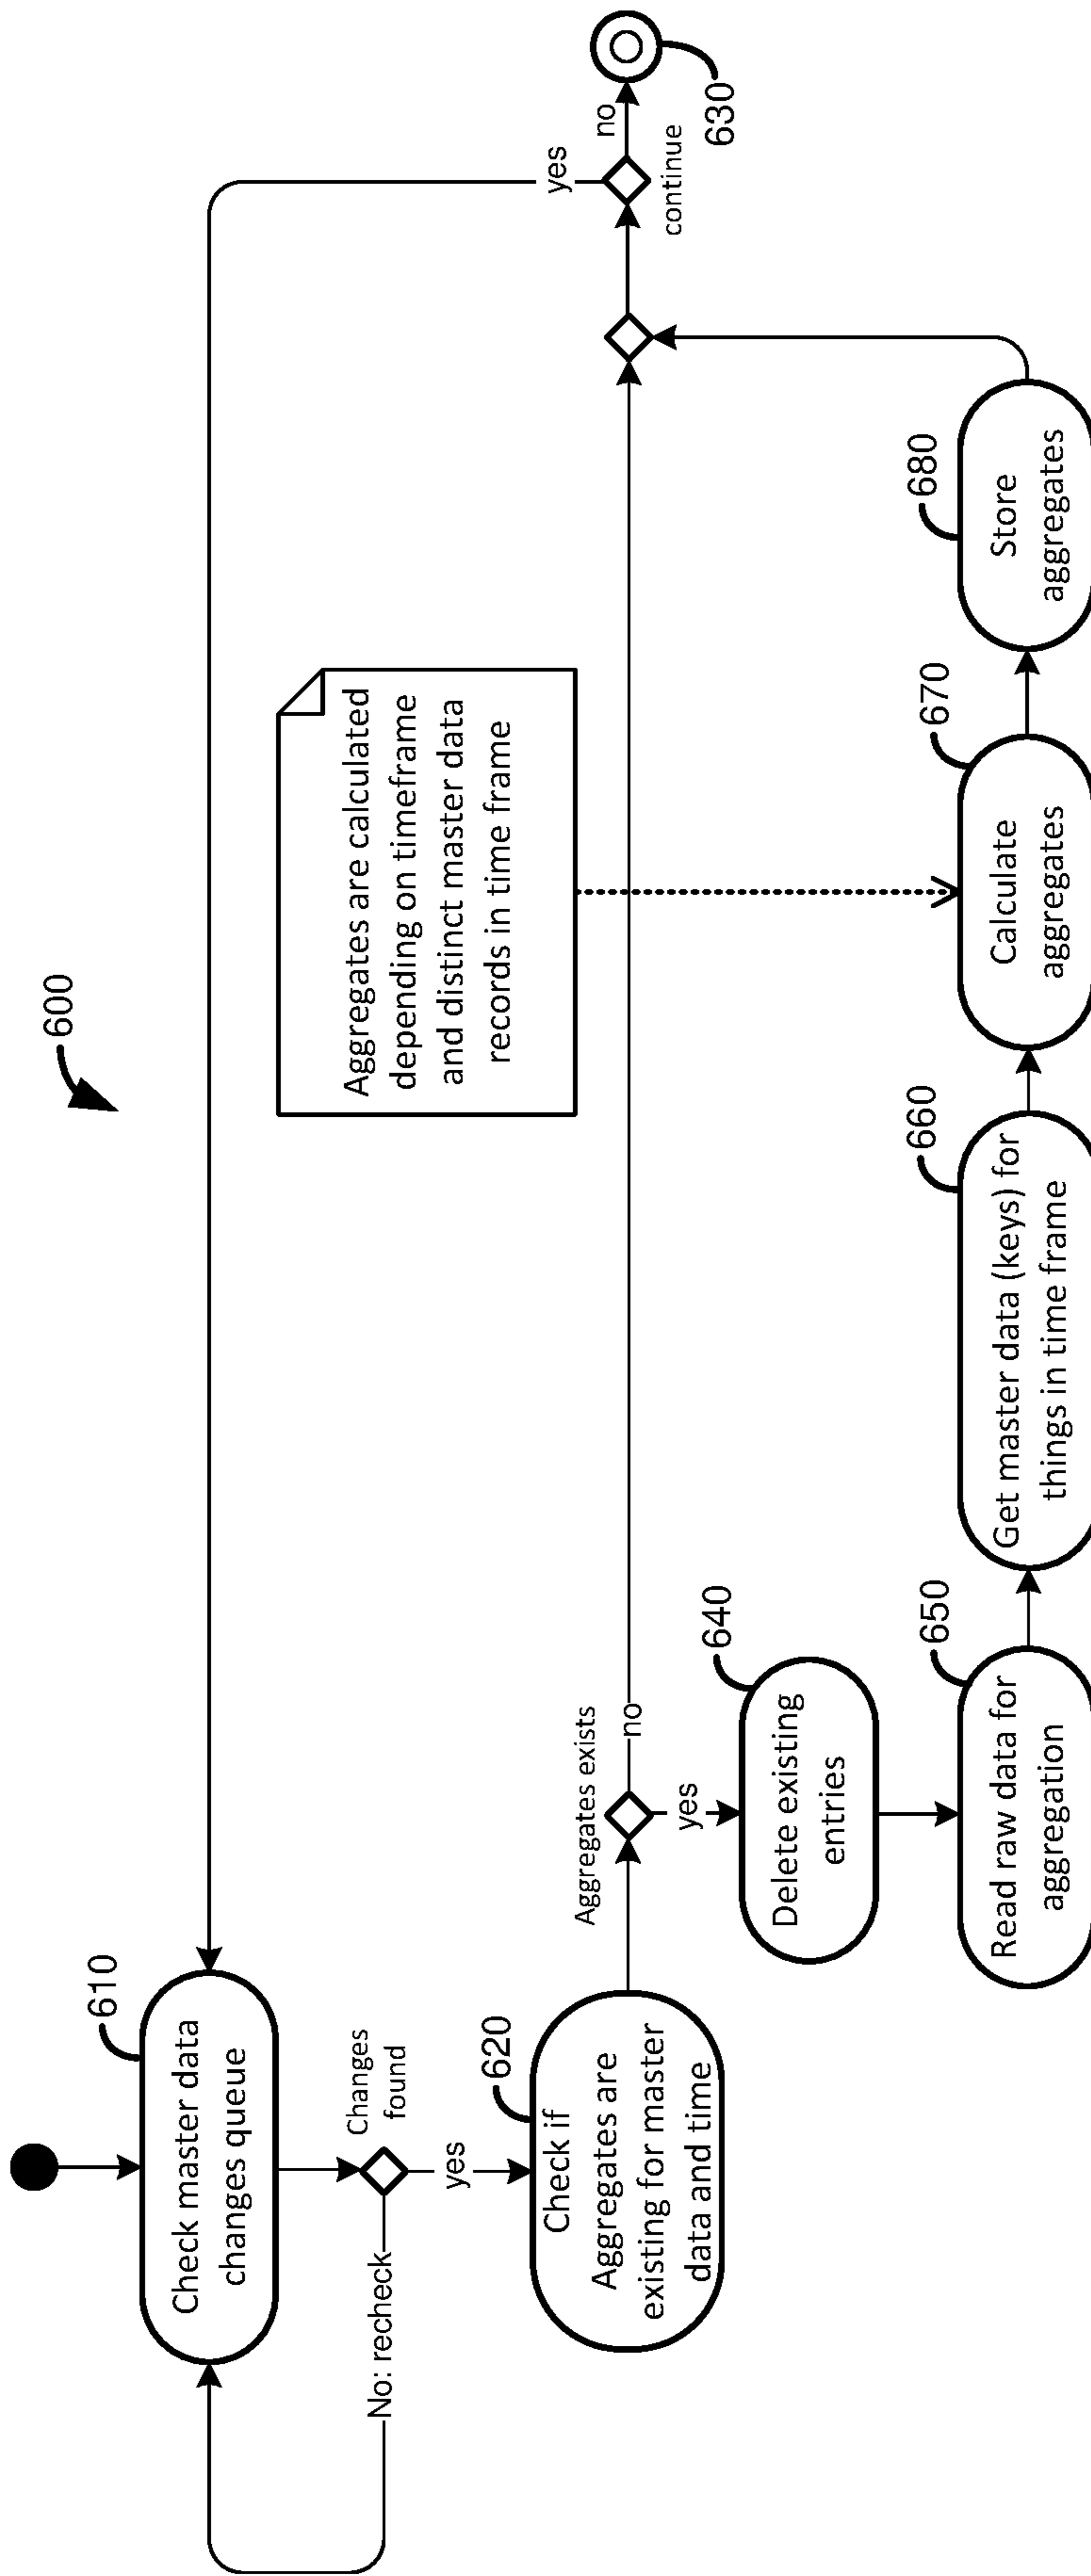 600
610
Check master data
changes queue
Changes
found
No: recheck
yes
620
Check if
Aggregates are
existing for master
data and time
Aggregate exists
no
yes
640
Delete existing
entries
650
Read raw data for
aggregation
660
Get master data (keys) for
things in time frame
670
Calculate
aggregates
Aggregates are calculated
depending on timeframe
and distinct master data
records in time frame
680
Store
aggregates
yes
no
continue
630